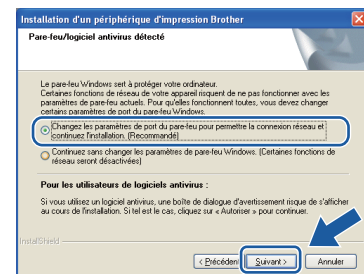 Installation d'un périphérique d'impression Brother
Pare-feu/logiciel antivirus détecté
Le pare-feu Windows sert à protéger votre ordinateur.
Certaines fonctions de réseau de votre appareil risquent de ne pas fonctionner avec les
paramètres de pare-feu actuels. Pour qu'elles fonctionnent toutes, vous devez changer
certains paramètres de port du pare-feu Windows.
Changez les paramètres de port du pare-feu pour permettre la connexion réseau et
continuez l'installation. (Recommandé)
Continuez sans changer les paramètres de pare-feu Windows. (Certaines fonctions de
réseau seront désactivées)
Pour les utilisateurs de logiciels antivirus :
Si vous utilisez un logiciel antivirus, une boîte de dialogue d'avertissement risque de s'afficher
au cours de l'installation. Si tel est le cas, cliquez sur « Autoriser » pour continuer.
InstallShield
< Précédent Suivant > Annuler